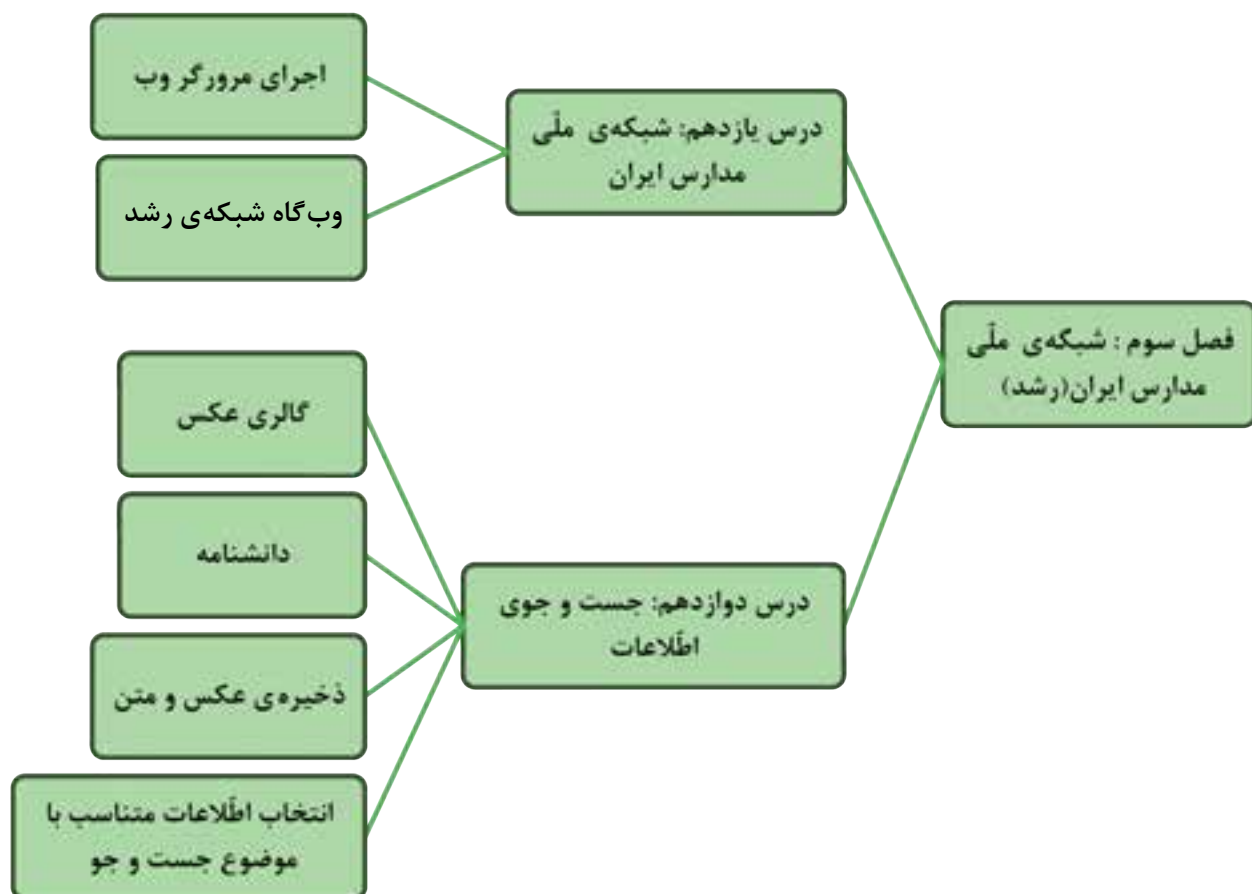 فصل سوم : شبکه‌ی ملّی
مدارس ایران(رشد)
درس یازدهم: شبکه‌ی ملّی
مدارس ایران
اجرای مرورگر وب
وب‌گاه شبکه‌ی رشد
درس دوازدهم: جست و جوی
اطّلاعات
گالری عکس
دانشنامه
ذخیره‌ی عکس و متن
انتخاب اطّلاعات متناسب با
موضوع جست و جو